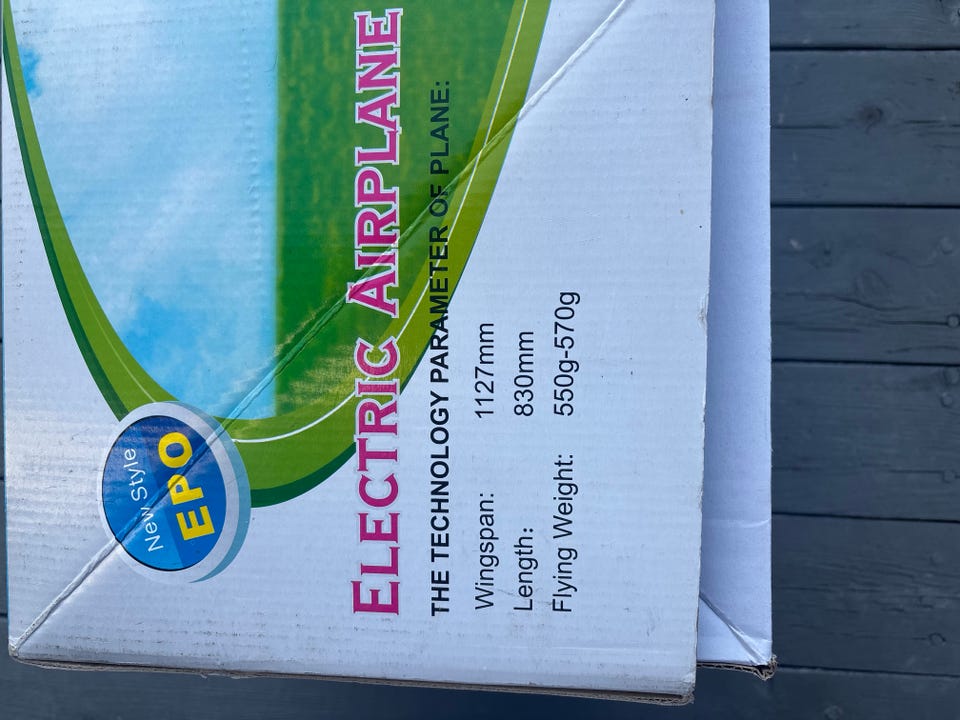 New Style
EPO
ELECTRIC AIRPLANE
THE TECHNOLOGY PARAMETER OF PLANE:
Wingspan: 1127mm
Length: 830mm
Flying Weight: 550g-570g